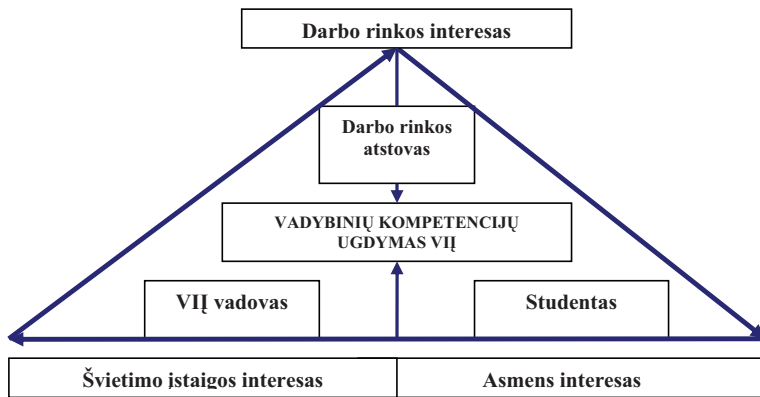 Darbo rinkos interesas
Darbo rinkos
atstovas
VADYBINIŲ KOMPETENCIJŲ
UGDYMAS VIĮ
VIĮ vadovas
Studentas
Švietimo įstaigos interesas
Asmens interesas